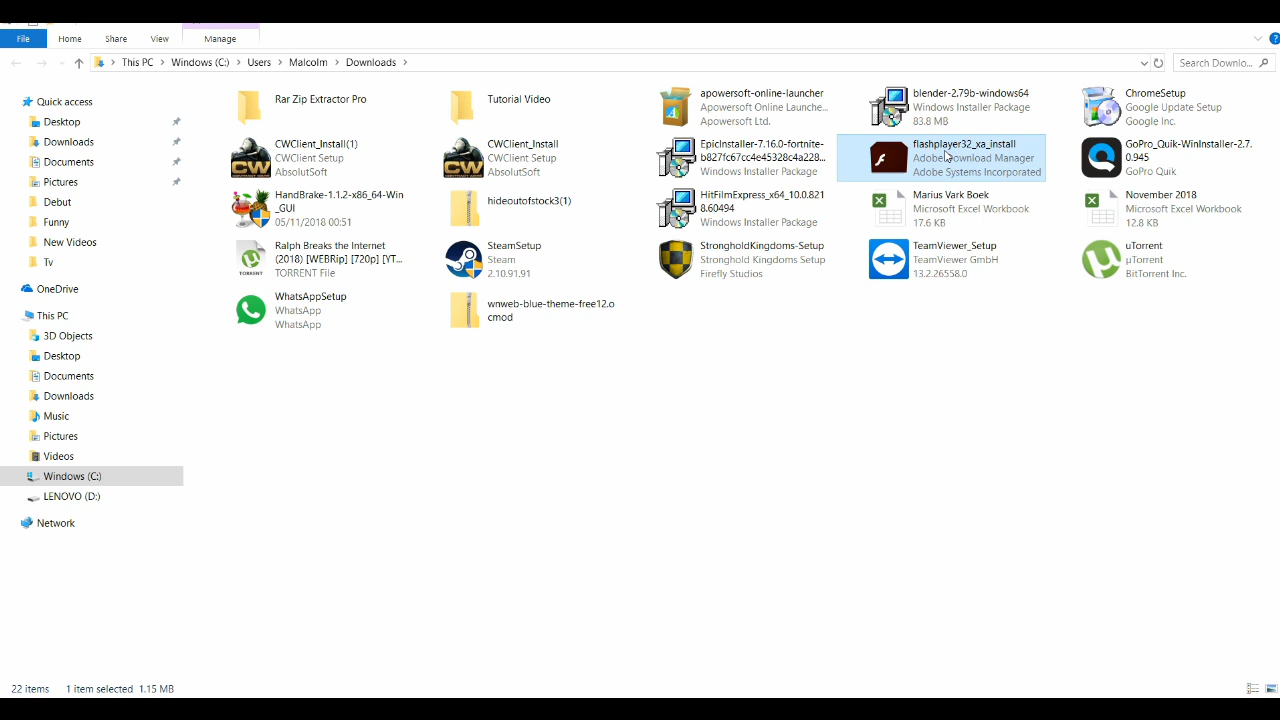 File Home Share View Manage
This PC > Windows (C:) > Users > Malcolm > Downloads >
Search Downlo...
Quick access
Desktop
Downloads
Documents
Pictures
Debut
Funny
New Videos
Tv
OneDrive
This PC
3D Objects
Desktop
Documents
Downloads
Music
Pictures
Videos
Windows (C:)
LENOVO (D:)
Network
Rar Zip Extractor Pro
Tutorial Video
apowersoft-online-launcher
Apowersoft Online Launche...
Apowersoft Ltd.
blender-2.79b-windows64
Windows Installer Package
83.8 MB
ChromeSetup
Google Update Setup
Google Inc.
CWClient_Install(1)
CWClient Setup
AbsolutSoft
CWClient_Install
CWClient Setup
AbsolutSoft
EpicInstaller-7.16.0-fortnite-
b827fc67cc4e45328c4a228...
Windows Installer Package
flashplayer32_xa_install
Adobe Download Manager
Adobe Systems Incorporated
GoPro_Quik-WinInstaller-2.7.
0.945
GoPro Quik
HandBrake-1.1.2-x86_64-Win
_GUI
05/11/2018 00:51
hideoutofstock3(1)
HitFilmExpress_x64_10.0.821
8.60494
Windows Installer Package
Marius Vark Boek
Microsoft Excel Workbook
17.6 KB
November 2018
Microsoft Excel Workbook
12.8 KB
TORRENT
Ralph Breaks the Internet
(2018) [WEBRip] [720p] [YT...
TORRENT File
SteamSetup
Steam
2.10.91.91
StrongholdKingdoms-Setup
Stronghold Kingdoms Setup
Firefly Studios
TeamViewer_Setup
TeamViewer GmbH
13.2.26558.0
uTorrent
µTorrent
BitTorrent Inc.
WhatsAppSetup
WhatsApp
WhatsApp
wnweb-blue-theme-free12.o
cmod
22 items 1 item selected 1.15 MB